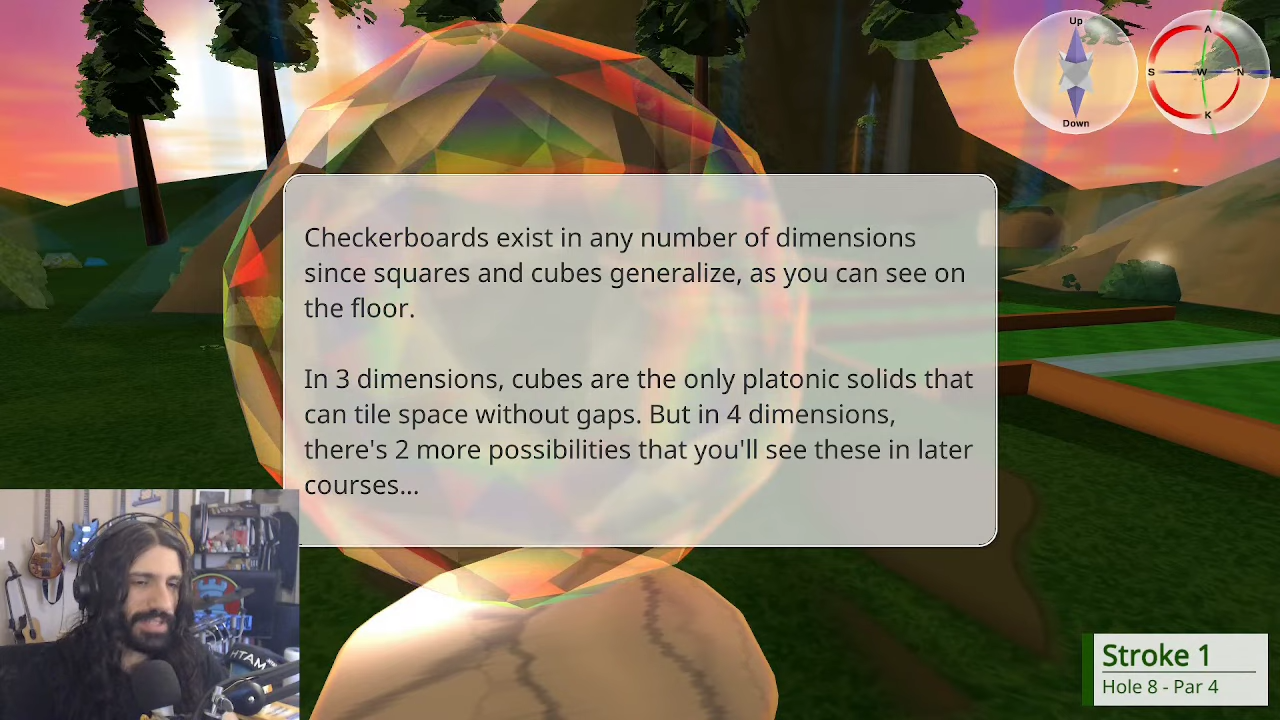 Up
Down
A
S
W
N
K
Checkerboards exist in any number of dimensions
since squares and cubes generalize, as you can see on
the floor.
In 3 dimensions, cubes are the only platonic solids that
can tile space without gaps. But in 4 dimensions,
there's 2 more possibilities that you'll see these in later
courses...
HTAM
Stroke 1
Hole 8 - Par 4